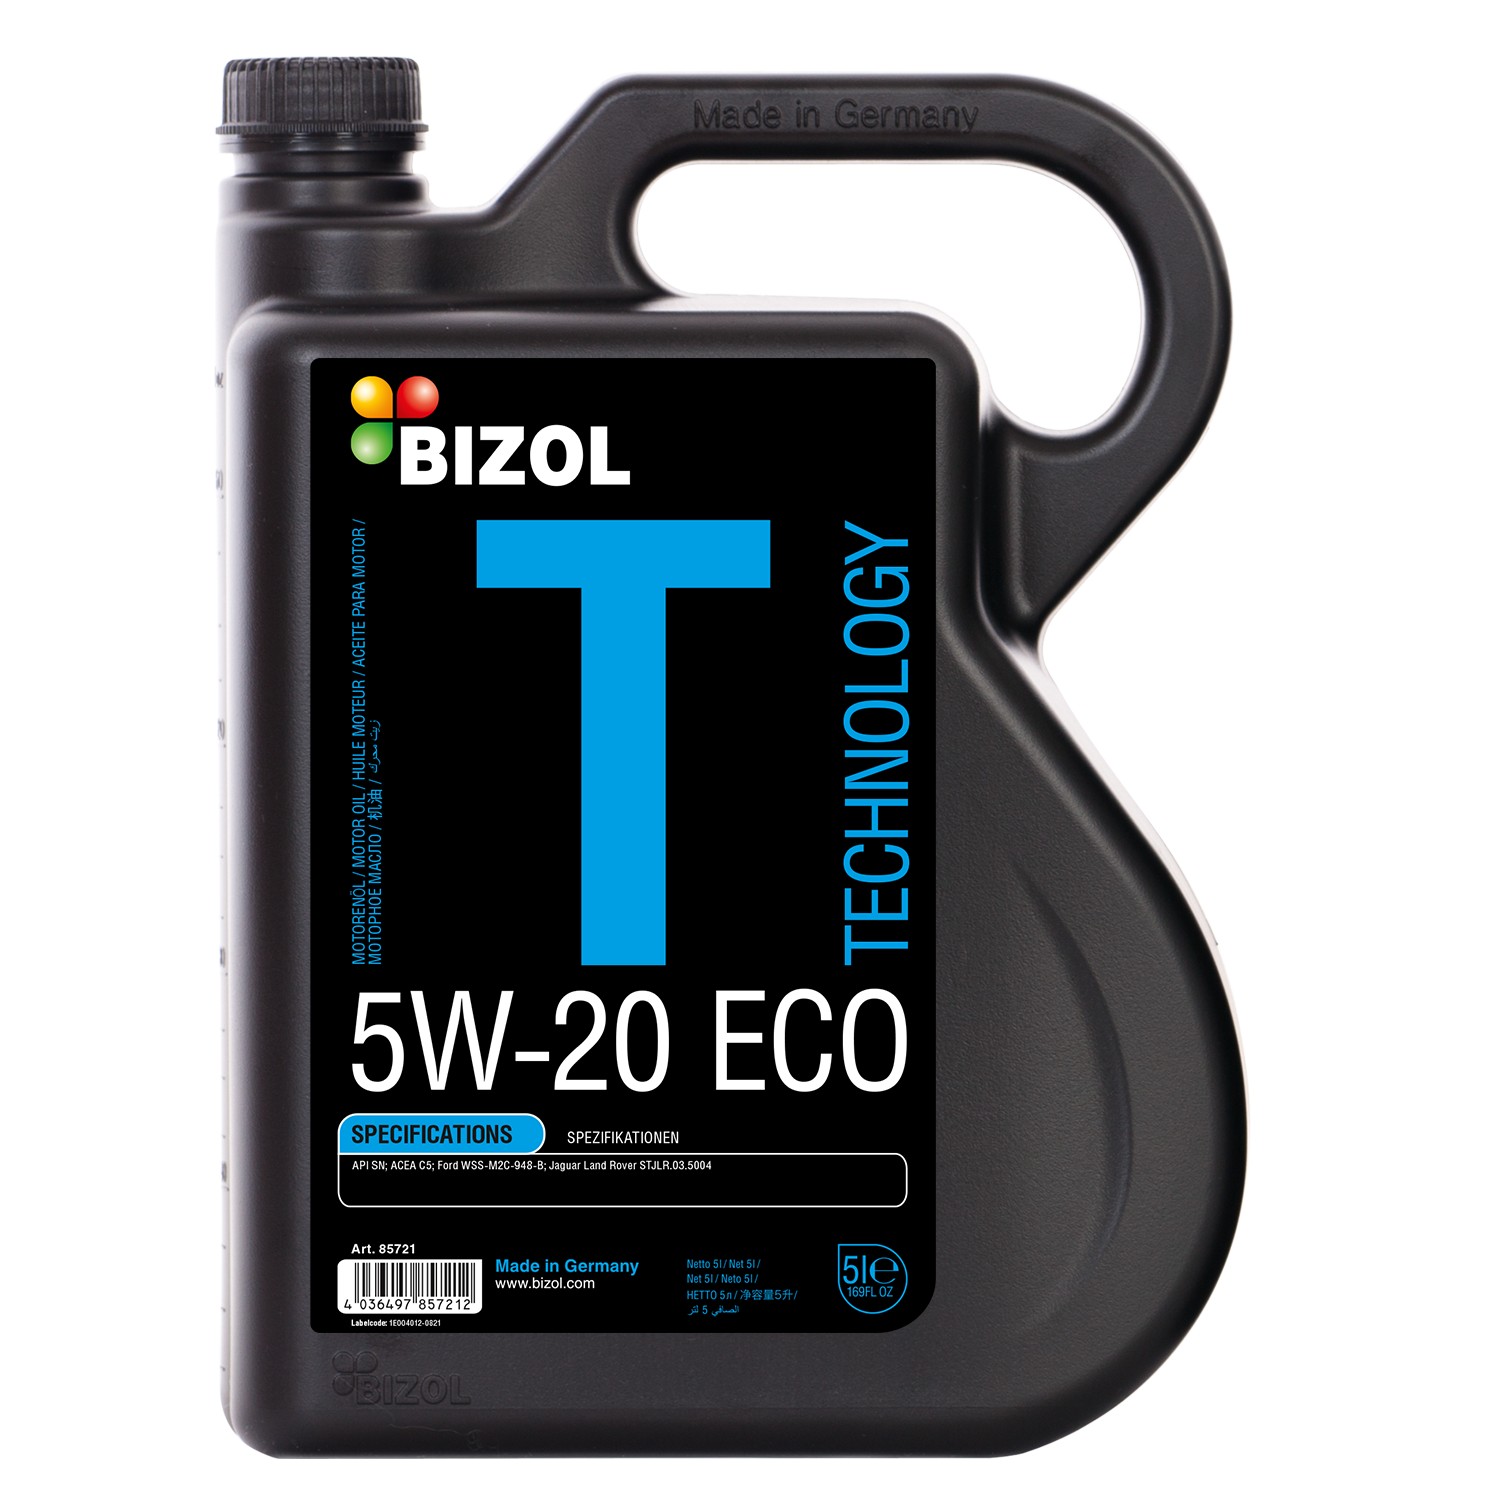 Made in Germany
BIZOL
T
TECHNOLOGY
MOTORENÖL / MOTOR OIL / HUILE MOTEUR / ACEITE PARA MOTOR /
МОТОРНОЕ МАСЛО / 机油 / زيت محرك
5W-20 ECO
SPECIFICATIONS
SPEZIFIKATIONEN
API SN; ACEA C5; Ford WSS-M2C-948-B; Jaguar Land Rover STJLR.03.5004
Art. 85721
4 036497 857212
Labelcode: 1E004012-0821
Made in Germany
www.bizol.com
Netto 5l / Net 5l /
Net 5l / Neto 5l /
НЕТТО 5л / 净容量5升/
الصافي 5 لتر
5l e
169FL OZ
BIZOL